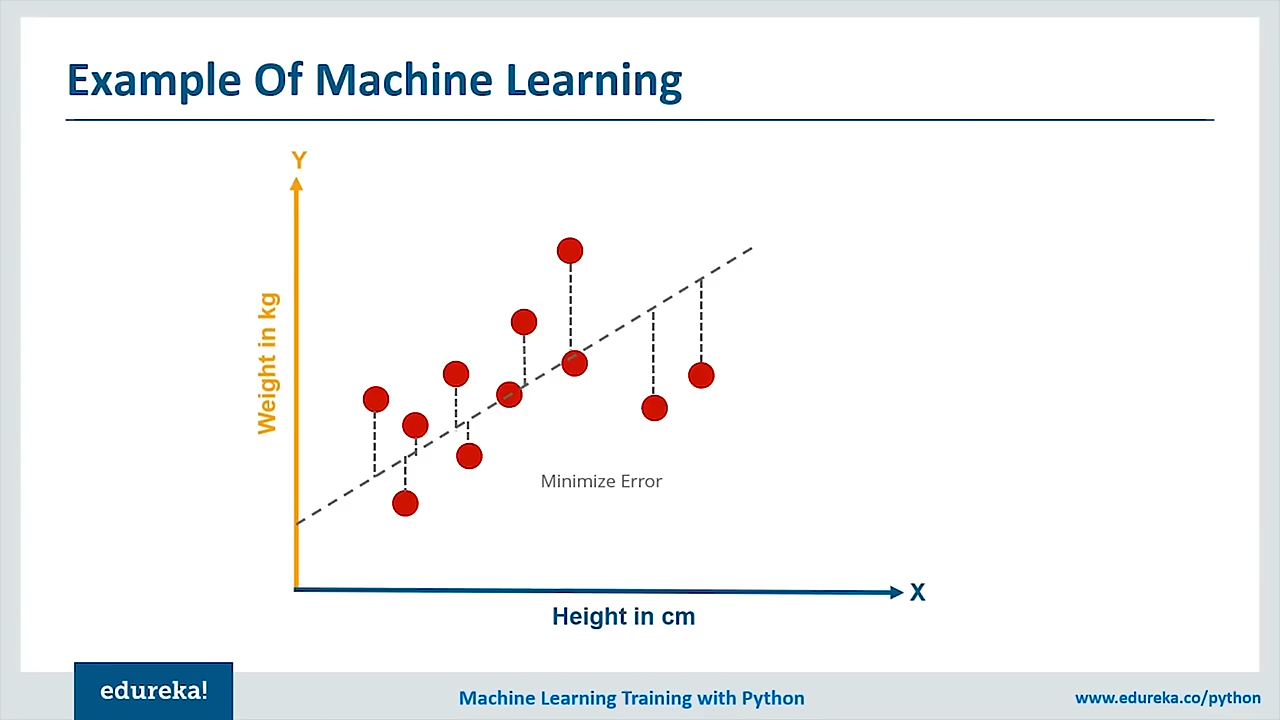 Example Of Machine Learning
Y
Weight in kg
Minimize Error
X
Height in cm
edureka!
Machine Learning Training with Python
www.edureka.co/python